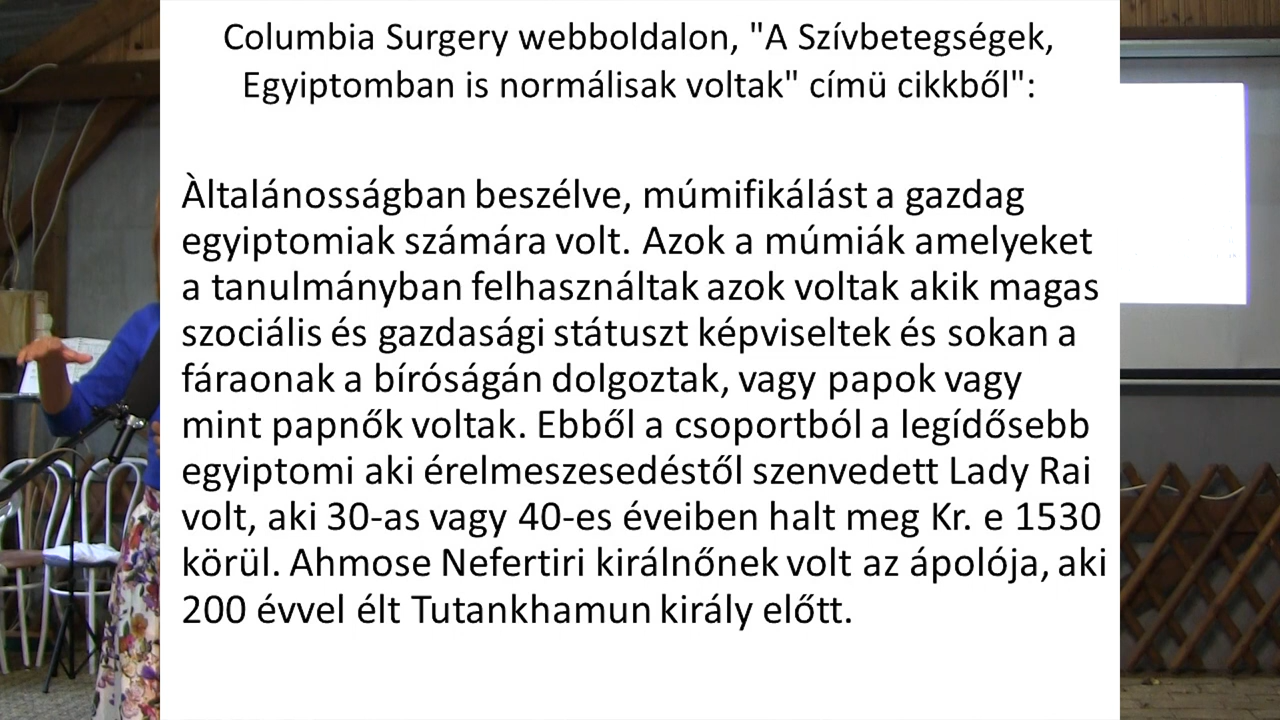 Columbia Surgery webboldalon, "A Szívbetegségek,
Egyiptomban is normálisak voltak" címü cikkből":
Àltalánosságban beszélve, múmifikálást a gazdag
egyiptomiak számára volt. Azok a múmiák amelyeket
a tanulmányban felhasználtak azok voltak akik magas
szociális és gazdasági státuszt képviseltek és sokan a
fáraonak a bíróságán dolgoztak, vagy papok vagy
mint papnők voltak. Ebből a csoportból a legídősebb
egyiptomi aki érelmeszesedéstől szenvedett Lady Rai
volt, aki 30-as vagy 40-es éveiben halt meg Kr. e 1530
körül. Ahmose Nefertiri királnőnek volt az ápolója, aki
200 évvel élt Tutankhamun király előtt.